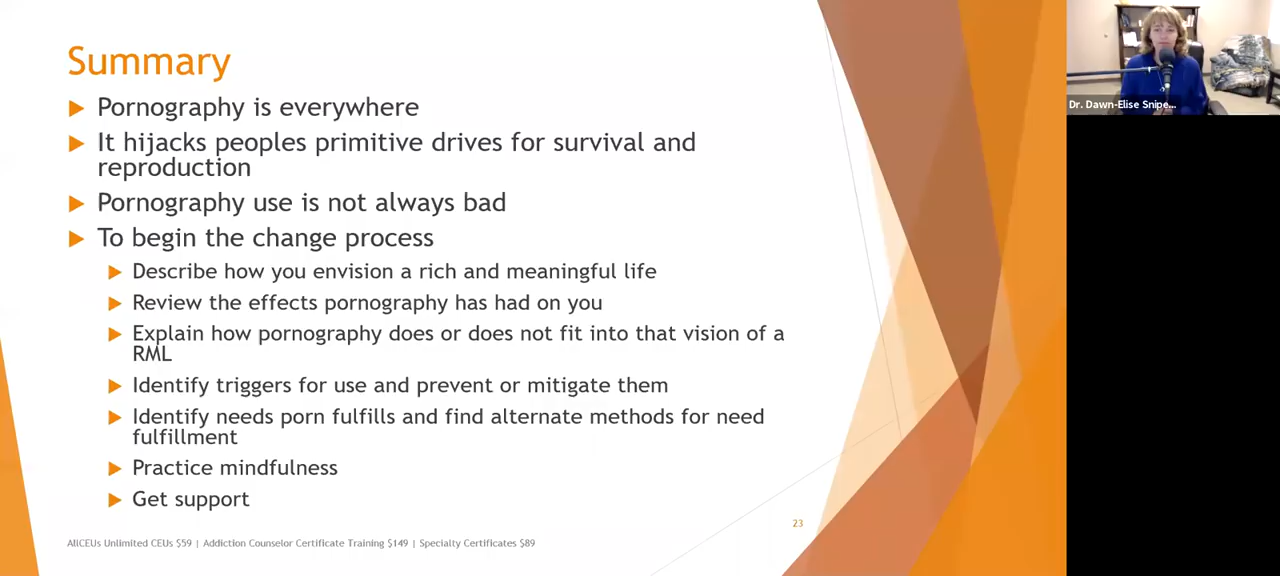 Summary
Pornography is everywhere
It hijacks peoples primitive drives for survival and
reproduction
Pornography use is not always bad
To begin the change process
Describe how you envision a rich and meaningful life
Review the effects pornography has had on you
Explain how pornography does or does not fit into that vision of a
RML
Identify triggers for use and prevent or mitigate them
Identify needs porn fulfills and find alternate methods for need
fulfillment
Practice mindfulness
Get support
23
AllCEUs Unlimited CEUs $59 | Addiction Counselor Certificate Training $149 | Specialty Certificates $89
Dr. Dawn-Elise Snipe...